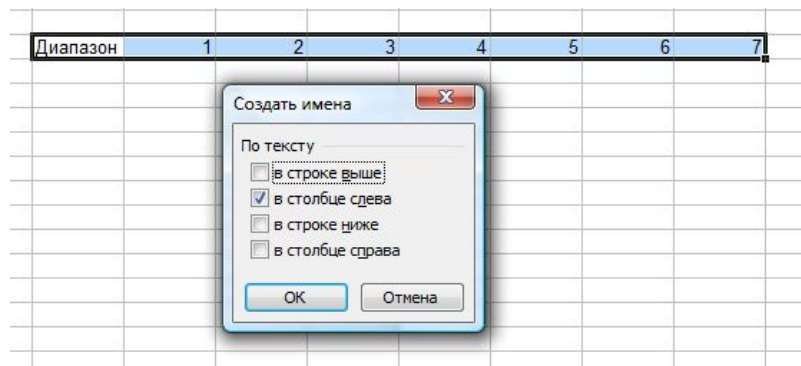 Диапазон 1 2 3 4 5 6 7
Создать имена
По тексту
в строке выше
в столбце слева
в строке ниже
в столбце справа
ОК Отмена